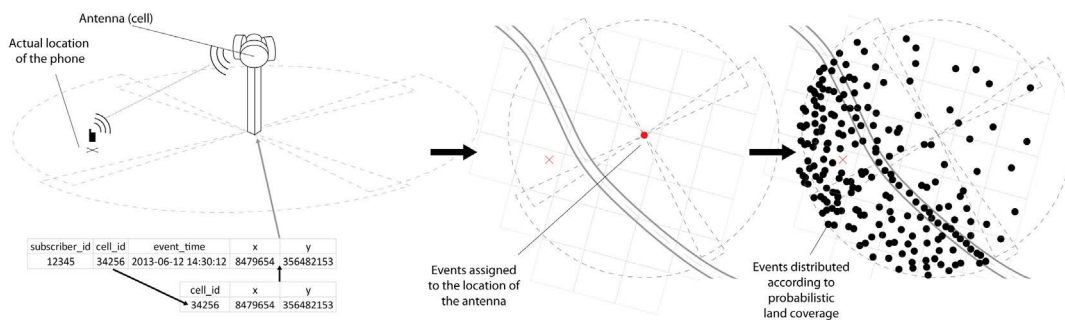 Antenna (cell)
Actual location
of the phone
subscriber_id cell_id event_time x y
12345 34256 2013-06-12 14:30:12 8479654 356482153
cell_id x y
34256 8479654 356482153
Events assigned
to the location of
the antenna
Events distributed
according to
probabilistic
land coverage